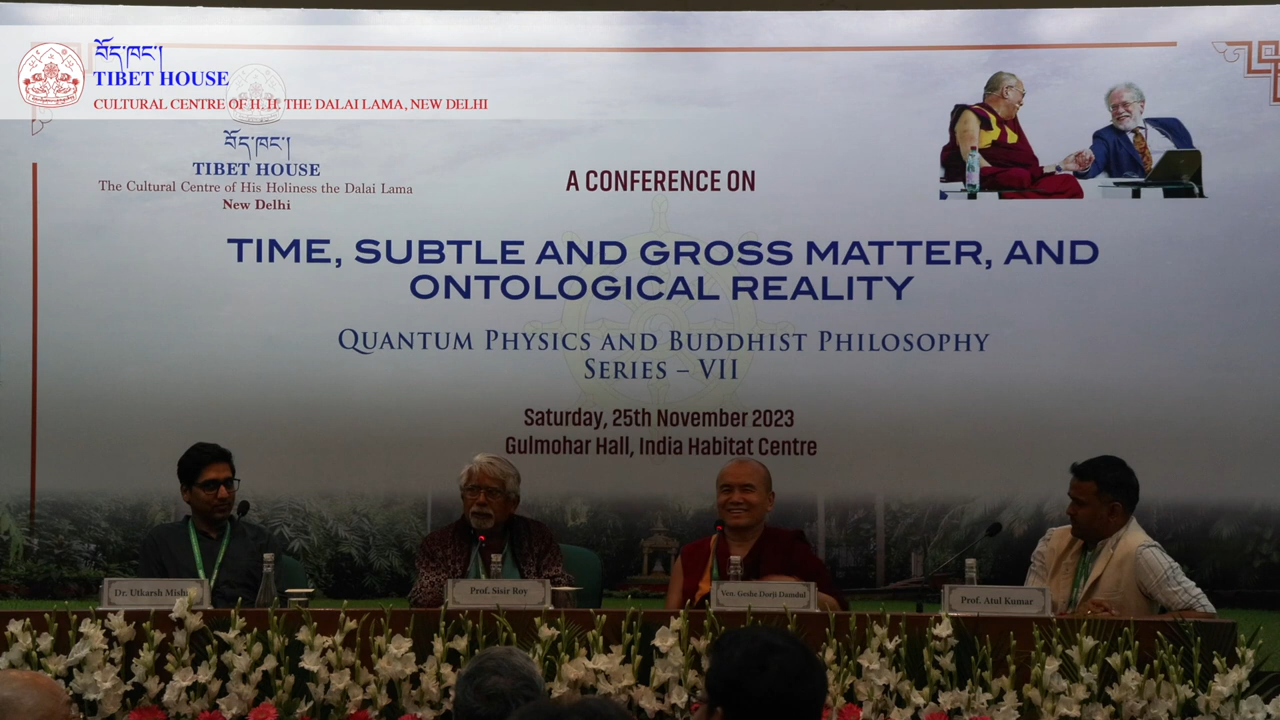 བོད་ཁང་།
TIBET HOUSE
CULTURAL CENTRE OF H. H. THE DALAI LAMA, NEW DELHI
བོད་ཁང་།
TIBET HOUSE
The Cultural Centre of His Holiness the Dalai Lama
New Delhi
A CONFERENCE ON
TIME, SUBTLE AND GROSS MATTER, AND
ONTOLOGICAL REALITY
QUANTUM PHYSICS AND BUDDHIST PHILOSOPHY
SERIES – VII
Saturday, 25th November 2023
Gulmohar Hall, India Habitat Centre
Dr. Utkarsh
Prof. Sisir Roy
Ven. Geshe Dorji Damdul
Prof. Atul Kumar